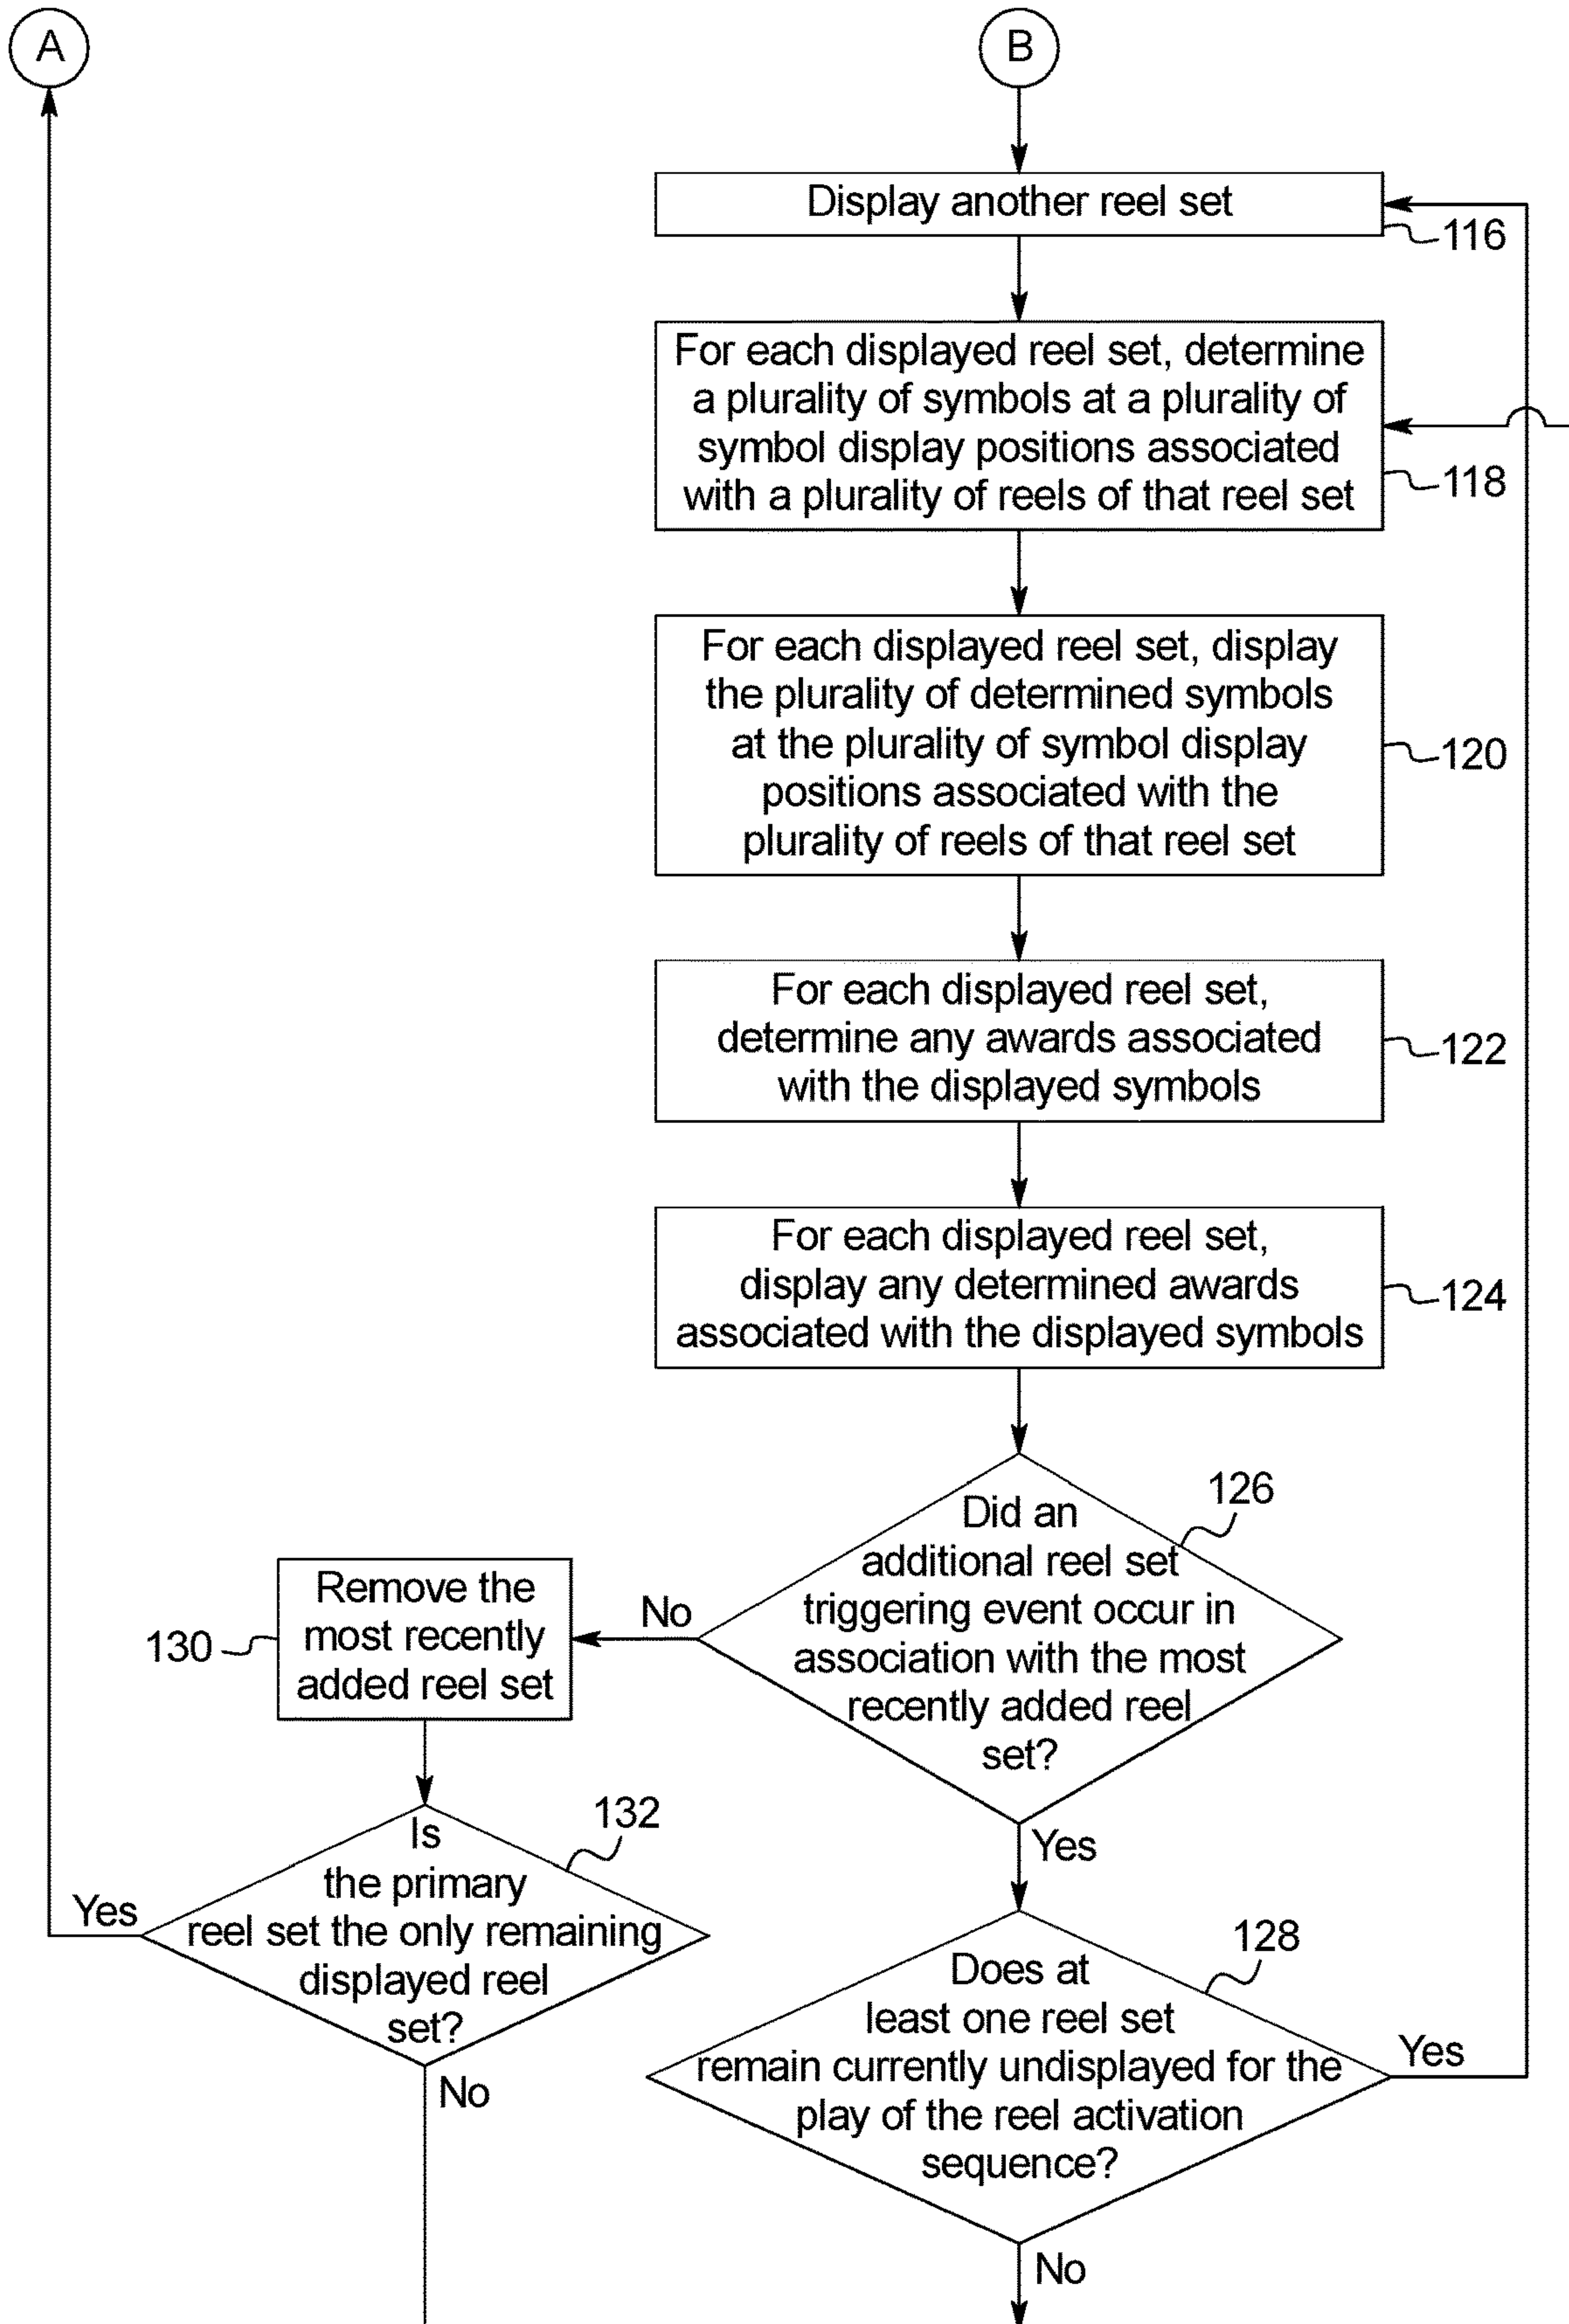 A
B
Display another reel set
116
For each displayed reel set, determine
a plurality of symbols at a plurality of
symbol display positions associated
with a plurality of reels of that reel set
118
For each displayed reel set, display
the plurality of determined symbols
at the plurality of symbol display
positions associated with the
plurality of reels of that reel set
120
For each displayed reel set,
determine any awards associated
with the displayed symbols
122
For each displayed reel set,
display any determined awards
associated with the displayed symbols
124
Did an
additional reel set
triggering event occur in
association with the most
recently added reel
set?
126
No
Remove the
most recently
added reel set
130
Yes
Is
the primary
reel set the only remaining
displayed reel
set?
132
Yes
No
Does at
least one reel set
remain currently undisplayed for the
play of the reel activation
sequence?
128
Yes
No